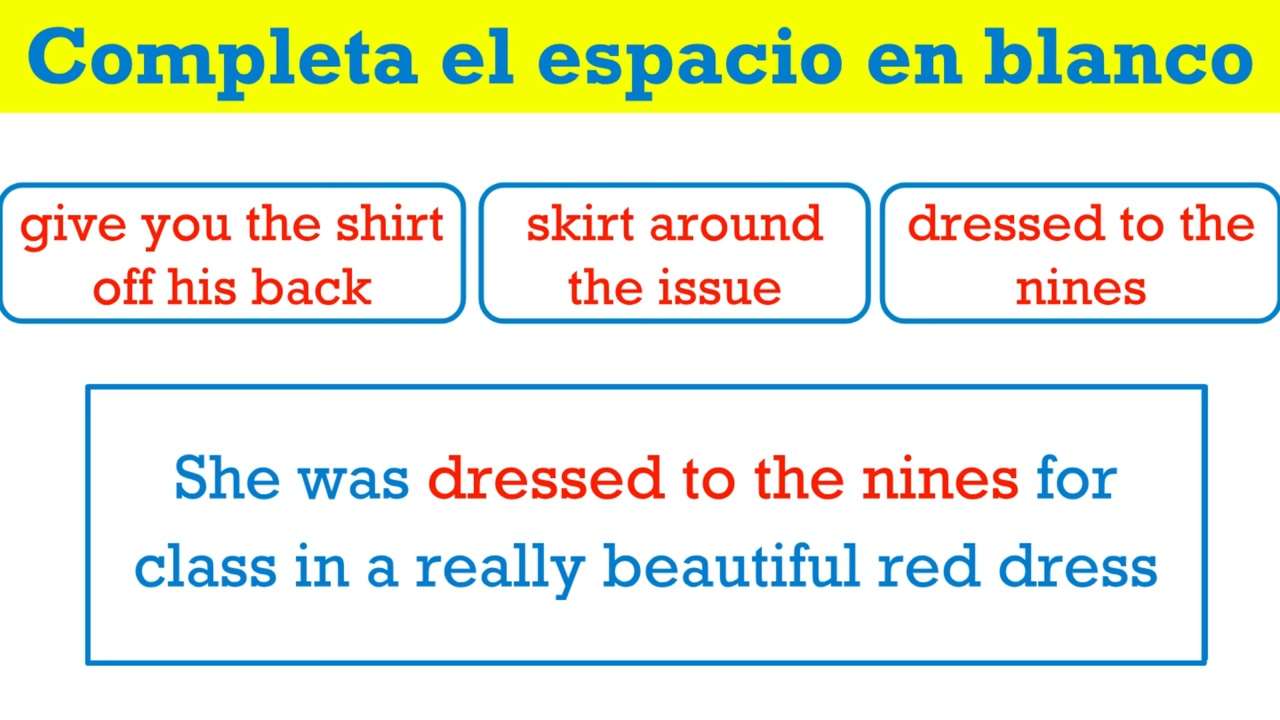 Completa el espacio en blanco
give you the shirt
off his back
skirt around
the issue
dressed to the
nines
She was dressed to the nines for
class in a really beautiful red dress